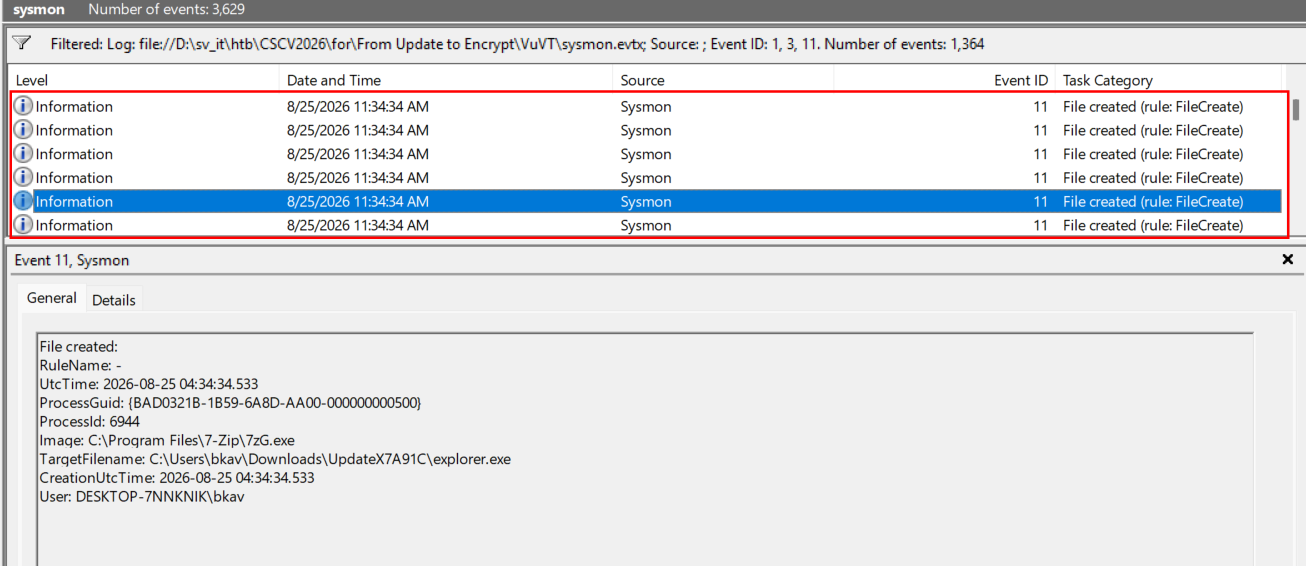 sysmon Number of events: 3,629
Filtered: Log: file://D:\sv_it\htb\CSCV2026\for\From Update to Encrypt\VuVT\sysmon.evtx; Source: ; Event ID: 1, 3, 11. Number of events: 1,364
Level Date and Time Source Event ID Task Category
Information 8/25/2026 11:34:34 AM Sysmon 11 File created (rule: FileCreate)
Information 8/25/2026 11:34:34 AM Sysmon 11 File created (rule: FileCreate)
Information 8/25/2026 11:34:34 AM Sysmon 11 File created (rule: FileCreate)
Information 8/25/2026 11:34:34 AM Sysmon 11 File created (rule: FileCreate)
Information 8/25/2026 11:34:34 AM Sysmon 11 File created (rule: FileCreate)
Information 8/25/2026 11:34:34 AM Sysmon 11 File created (rule: FileCreate)
Event 11, Sysmon
General Details
File created:
RuleName: -
UtcTime: 2026-08-25 04:34:34.533
ProcessGuid: {BAD0321B-1B59-6A8D-AA00-000000000500}
ProcessId: 6944
Image: C:\Program Files\7-Zip\7zG.exe
TargetFilename: C:\Users\bkav\Downloads\UpdateX7A91C\explorer.exe
CreationUtcTime: 2026-08-25 04:34:34.533
User: DESKTOP-7NNKNIK\bkav